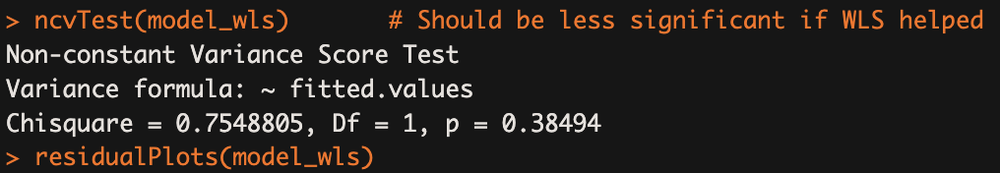 > ncvTest(model_wls)       # Should be less significant if WLS helped
Non-constant Variance Score Test
Variance formula: ~ fitted.values
Chisquare = 0.7548805, Df = 1, p = 0.38494
> residualPlots(model_wls)